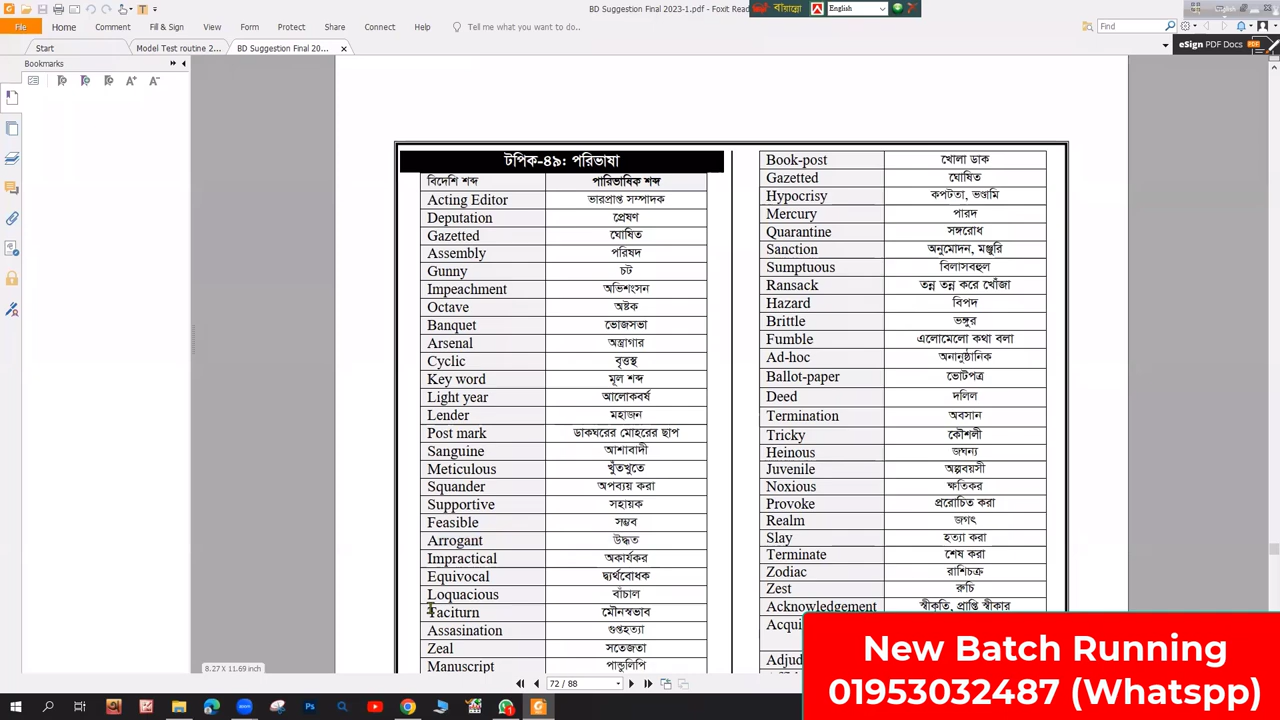 BD Suggestion Final 2023-1.pdf - Foxit Read
বায়ান্নো
English
File Home Comment Fill & Sign View Form Protect Share Connect Help Tell me what you want to do...
Find
Start Model Test routine 2... BD Suggestion Final 20...
eSign PDF Docs
Bookmarks
টপিক-৪৯: পরিভাষা
বিদেশি শব্দ পারিভাষিক শব্দ
Acting Editor ভারপ্রাপ্ত সম্পাদক
Deputation প্রেষণ
Gazetted ঘোষিত
Assembly পরিষদ
Gunny চট
Impeachment অভিশংসন
Octave অষ্টক
Banquet ভোজসভা
Arsenal অস্ত্রাগার
Cyclic বৃত্তস্থ
Key word মূল শব্দ
Light year আলোকবর্ষ
Lender মহাজন
Post mark ডাকঘরের মোহরের ছাপ
Sanguine আশাবাদী
Meticulous খুঁতখুতে
Squander অপব্যয় করা
Supportive সহায়ক
Feasible সম্ভব
Arrogant উদ্ধত
Impractical অকার্যকর
Equivocal দ্ব্যর্থবোধক
Loquacious বাঁচাল
Taciturn মৌনস্বভাব
Assasination গুপ্তহত্যা
Zeal সতেজতা
Manuscript পান্ডুলিপি
Book-post খোলা ডাক
Gazetted ঘোষিত
Hypocrisy কপটতা, ভণ্ডামি
Mercury পারদ
Quarantine সঙ্গরোধ
Sanction অনুমোদন, মঞ্জুরি
Sumptuous বিলাসবহুল
Ransack তন্ন তন্ন করে খোঁজা
Hazard বিপদ
Brittle ভঙ্গুর
Fumble এলোমেলো কথা বলা
Ad-hoc অনানুষ্ঠানিক
Ballot-paper ভোটপত্র
Deed দলিল
Termination অবসান
Tricky কৌশলী
Heinous জঘন্য
Juvenile অল্পবয়সী
Noxious ক্ষতিকর
Provoke প্ররোচিত করা
Realm জগৎ
Slay হত্যা করা
Terminate শেষ করা
Zodiac রাশিচক্র
Zest রুচি
Acknowledgement স্বীকৃতি, প্রাপ্তি স্বীকার
Acqui
Adjud
New Batch Running
01953032487 (Whatspp)
8.27 x 11.69 inch
72 / 88